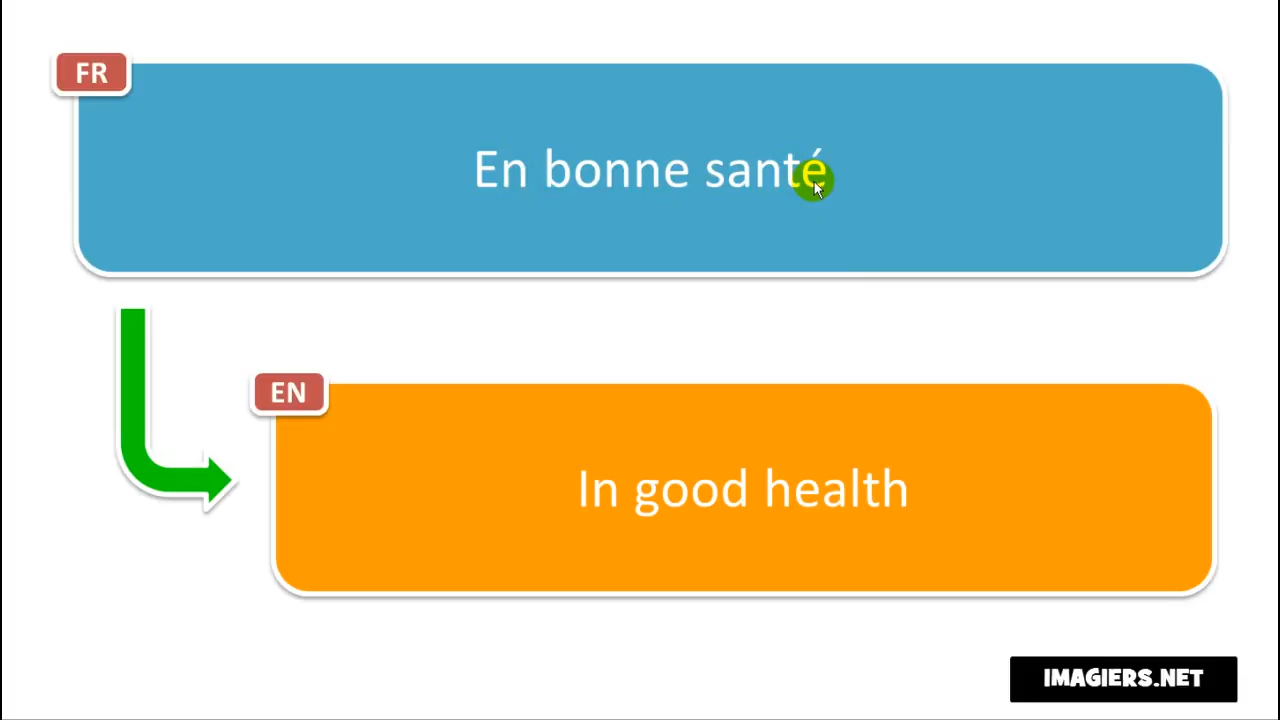 FR
En bonne santé
EN
In good health
IMAGIERS.NET